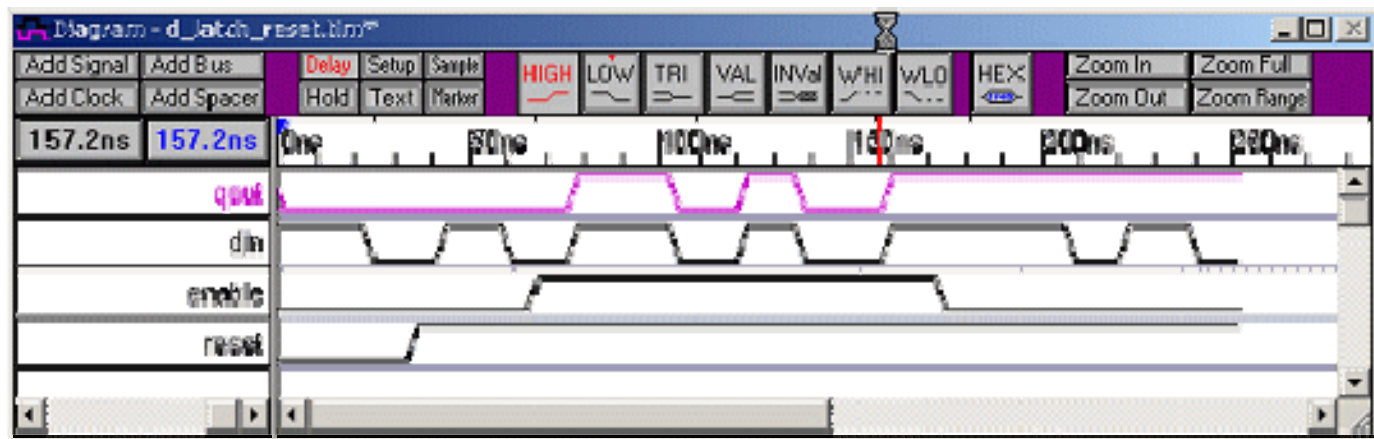 Diagram - d_latch_reset.btim*
Add Signal Add Bus Delay Setup Sample HIGH LOW TRI VAL INVal WHI WLO HEX Zoom In Zoom Full
Add Clock Add Spacer Hold Text Marker Zoom Out Zoom Range
157.2ns 157.2ns 0ns 50ns 100ns 150ns 200ns 250ns
qout
din
enable
reset